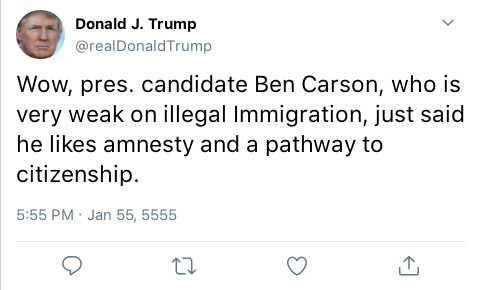 Donald J. Trump
@realDonaldTrump
Wow, pres. candidate Ben Carson, who is
very weak on illegal Immigration, just said
he likes amnesty and a pathway to
citizenship.
5:55 PM · Jan 55, 5555